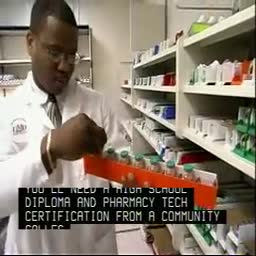 YOU'LL NEED A HIGH SCHOOL
DIPLOMA AND PHARMACY TECH
CERTIFICATION FROM A COMMUNITY